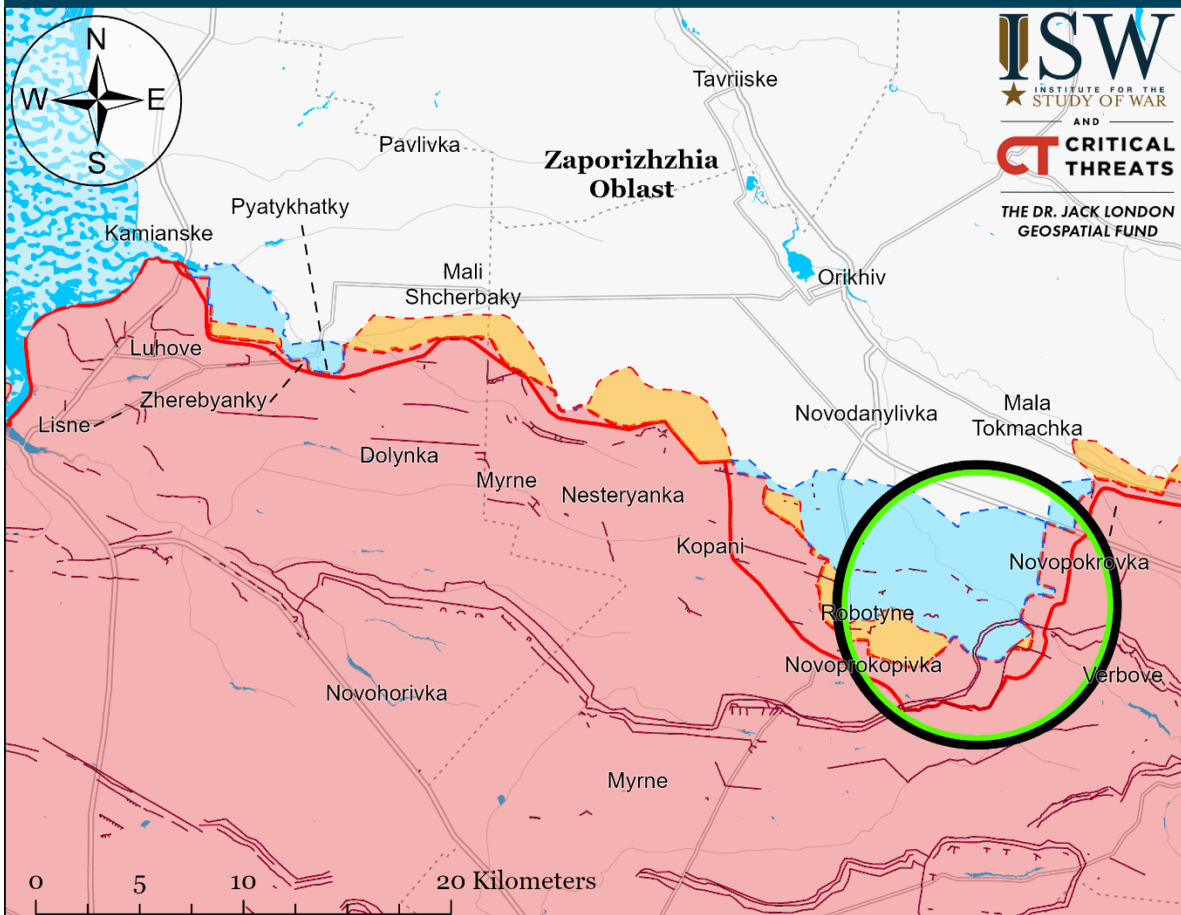 N
W
E
S
ISW
INSTITUTE FOR THE
STUDY OF WAR
AND
CT CRITICAL
THREATS
THE DR. JACK LONDON
GEOSPATIAL FUND
Tavriiske
Pavlivka
Zaporizhzhia
Oblast
Pyatykhatky
Kamianske
Mali
Shcherbaky
Orikhiv
Luhove
Zherebyanky
Lisne
Novodanylivka
Mala
Tokmachka
Dolynka
Myrne
Nesteryanka
Kopani
Novopokrovka
Robotyne
Novoprokopivka
Verbove
Novohorivka
Myrne
0 5 10 20 Kilometers